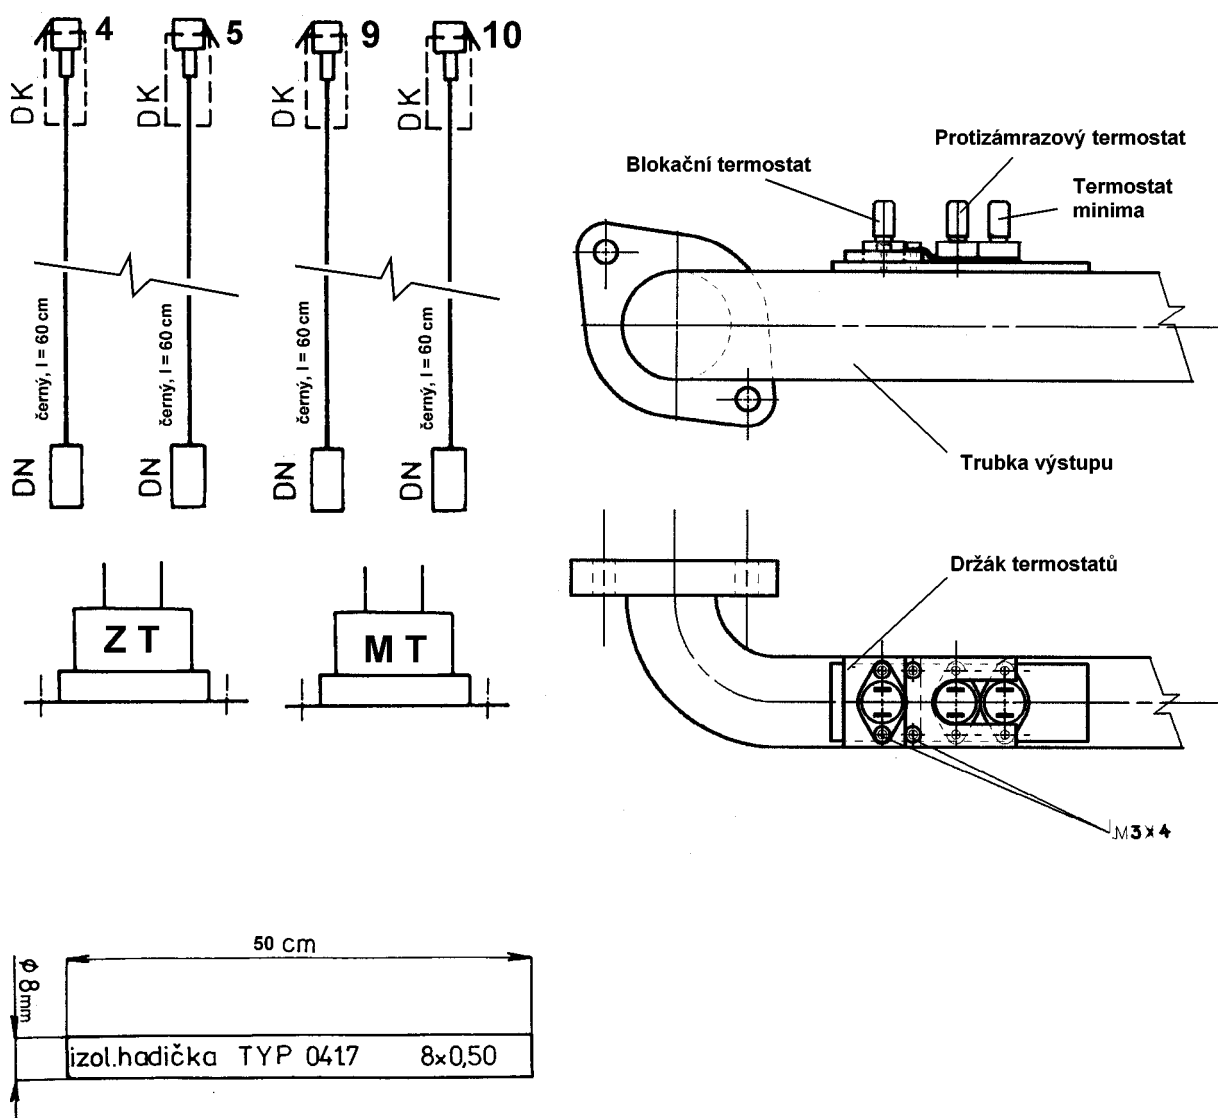 4
5
9
10
DK
DK
DK
DK
černý, l = 60 cm
černý, l = 60 cm
černý, l = 60 cm
černý, l = 60 cm
DN
DN
DN
DN
Z T
M T
Blokační termostat
Protizámrazový termostat
Termostat
minima
Trubka výstupu
Držák termostatů
M3x4
50 cm
ϕ 8mm
izol.hadička TYP 0417 8x0,50